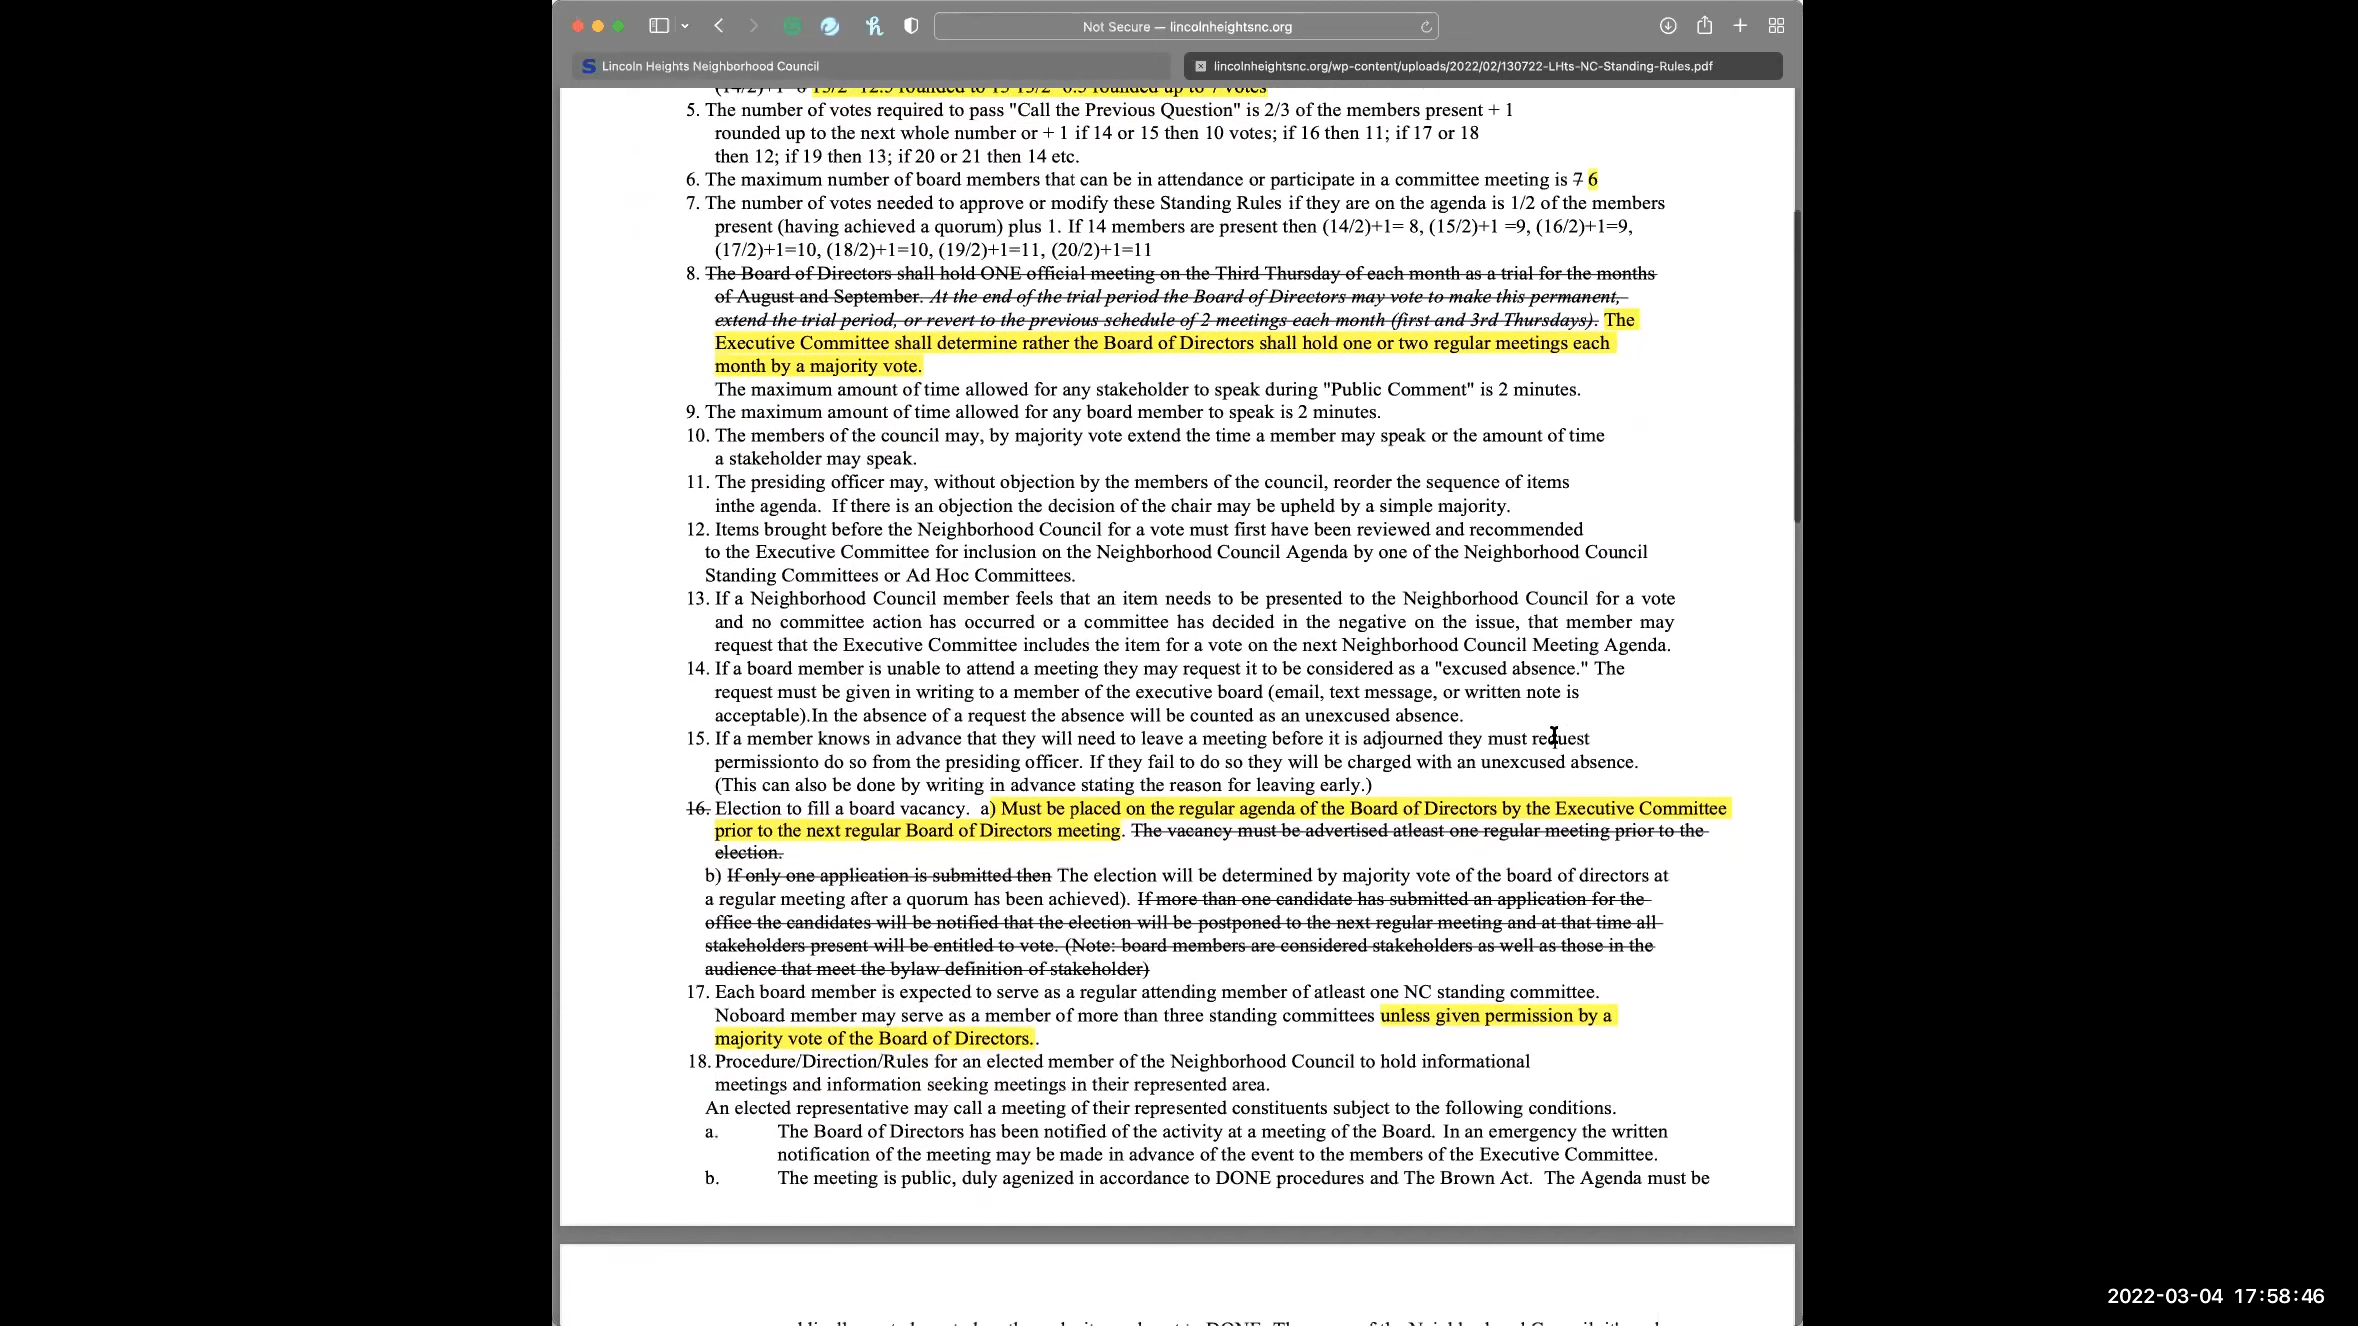 Not Secure — lincolnheightsnc.org
Lincoln Heights Neighborhood Council
lincolnheightsnc.org/wp-content/uploads/2022/02/130722-LHts-NC-Standing-Rules.pdf
5. The number of votes required to pass "Call the Previous Question" is 2/3 of the members present + 1
rounded up to the next whole number or + 1 if 14 or 15 then 10 votes; if 16 then 11; if 17 or 18
then 12; if 19 then 13; if 20 or 21 then 14 etc.
6. The maximum number of board members that can be in attendance or participate in a committee meeting is 7 6
7. The number of votes needed to approve or modify these Standing Rules if they are on the agenda is 1/2 of the members
present (having achieved a quorum) plus 1. If 14 members are present then (14/2)+1= 8, (15/2)+1 =9, (16/2)+1=9,
(17/2)+1=10, (18/2)+1=10, (19/2)+1=11, (20/2)+1=11
8. The Board of Directors shall hold ONE official meeting on the Third Thursday of each month as a trial for the months
of August and September. At the end of the trial period the Board of Directors may vote to make this permanent,
extend the trial period, or revert to the previous schedule of 2 meetings each month (first and 3rd Thursdays). The
Executive Committee shall determine rather the Board of Directors shall hold one or two regular meetings each
month by a majority vote.
The maximum amount of time allowed for any stakeholder to speak during "Public Comment" is 2 minutes.
9. The maximum amount of time allowed for any board member to speak is 2 minutes.
10. The members of the council may, by majority vote extend the time a member may speak or the amount of time
a stakeholder may speak.
11. The presiding officer may, without objection by the members of the council, reorder the sequence of items
inthe agenda.  If there is an objection the decision of the chair may be upheld by a simple majority.
12. Items brought before the Neighborhood Council for a vote must first have been reviewed and recommended
to the Executive Committee for inclusion on the Neighborhood Council Agenda by one of the Neighborhood Council
Standing Committees or Ad Hoc Committees.
13. If a Neighborhood Council member feels that an item needs to be presented to the Neighborhood Council for a vote
and no committee action has occurred or a committee has decided in the negative on the issue, that member may
request that the Executive Committee includes the item for a vote on the next Neighborhood Council Meeting Agenda.
14. If a board member is unable to attend a meeting they may request it to be considered as a "excused absence." The
request must be given in writing to a member of the executive board (email, text message, or written note is
acceptable).In the absence of a request the absence will be counted as an unexcused absence.
15. If a member knows in advance that they will need to leave a meeting before it is adjourned they must request
permissionto do so from the presiding officer. If they fail to do so they will be charged with an unexcused absence.
(This can also be done by writing in advance stating the reason for leaving early.)
16. Election to fill a board vacancy.  a) Must be placed on the regular agenda of the Board of Directors by the Executive Committee
prior to the next regular Board of Directors meeting. The vacancy must be advertised atleast one regular meeting prior to the
election.
b) If only one application is submitted then The election will be determined by majority vote of the board of directors at
a regular meeting after a quorum has been achieved). If more than one candidate has submitted an application for the
office the candidates will be notified that the election will be postponed to the next regular meeting and at that time all
stakeholders present will be entitled to vote. (Note: board members are considered stakeholders as well as those in the
audience that meet the bylaw definition of stakeholder)
17. Each board member is expected to serve as a regular attending member of atleast one NC standing committee.
Noboard member may serve as a member of more than three standing committees unless given permission by a
majority vote of the Board of Directors..
18. Procedure/Direction/Rules for an elected member of the Neighborhood Council to hold informational
meetings and information seeking meetings in their represented area.
An elected representative may call a meeting of their represented constituents subject to the following conditions.
a. The Board of Directors has been notified of the activity at a meeting of the Board. In an emergency the written
notification of the meeting may be made in advance of the event to the members of the Executive Committee.
b. The meeting is public, duly agenized in accordance to DONE procedures and The Brown Act.  The Agenda must be
2022-03-04 17:58:46